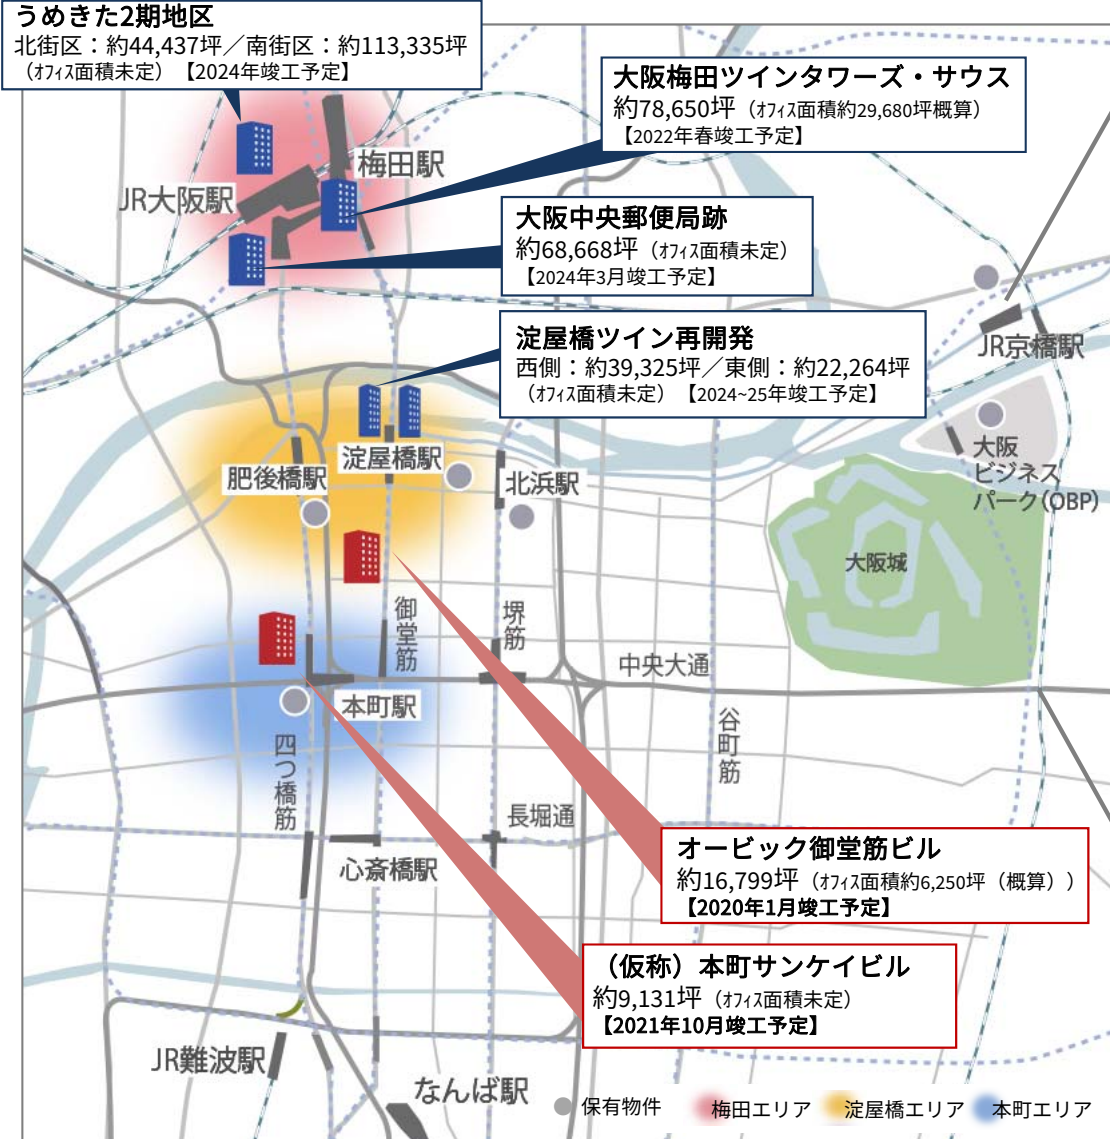 うめきた2期地区
北街区：約44,437坪／南街区：約113,335坪
（ｵﾌｨｽ面積未定）【2024年竣工予定】
大阪梅田ツインタワーズ・サウス
約78,650坪（ｵﾌｨｽ面積約29,680坪概算）
【2022年春竣工予定】
梅田駅
JR大阪駅
大阪中央郵便局跡
約68,668坪（ｵﾌｨｽ面積未定）
【2024年3月竣工予定】
淀屋橋ツイン再開発
西側：約39,325坪／東側：約22,264坪
（ｵﾌｨｽ面積未定）【2024~25年竣工予定】
JR京橋駅
大阪
ビジネス
パーク(OBP)
淀屋橋駅
肥後橋駅
北浜駅
大阪城
御堂筋
堺筋
中央大通
本町駅
谷町筋
四つ橋筋
長堀通
心斎橋駅
オービック御堂筋ビル
約16,799坪（ｵﾌｨｽ面積約6,250坪（概算））
【2020年1月竣工予定】
（仮称）本町サンケイビル
約9,131坪（ｵﾌｨｽ面積未定）
【2021年10月竣工予定】
JR難波駅
なんば駅
保有物件
梅田エリア
淀屋橋エリア
本町エリア